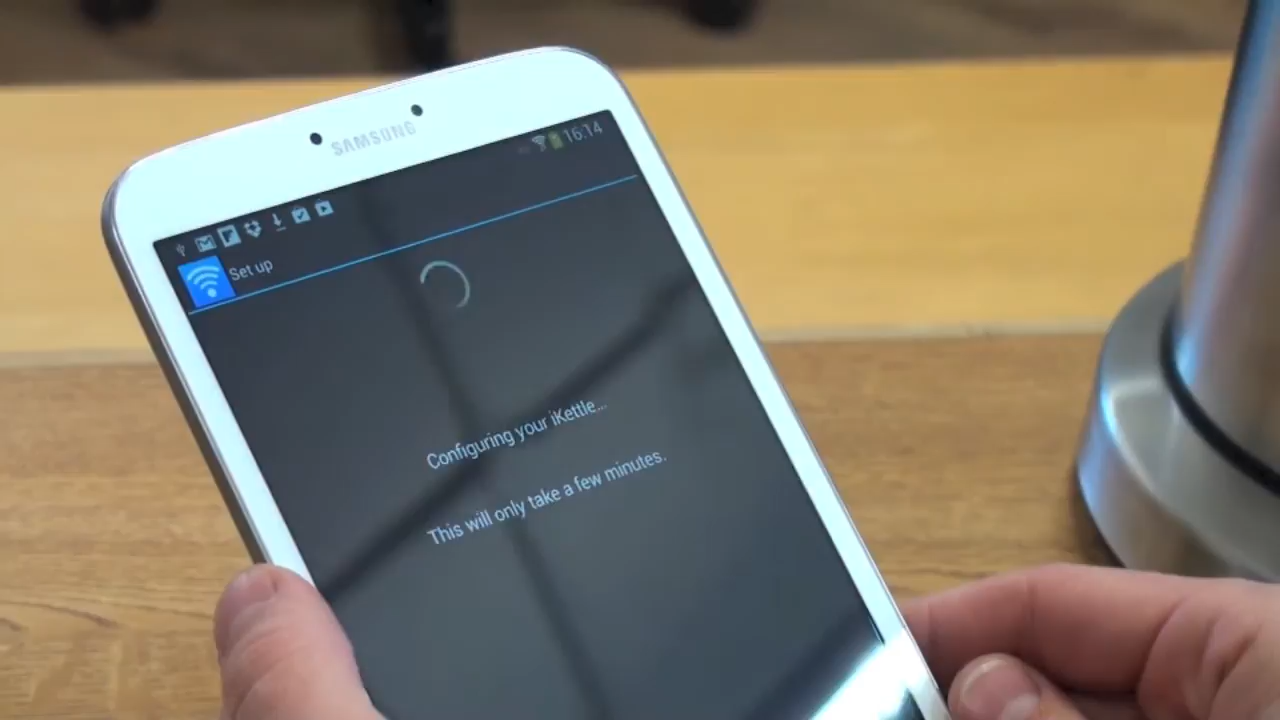 SAMSUNG
16:14
Set up
Configuring your iKettle...
This will only take a few minutes.